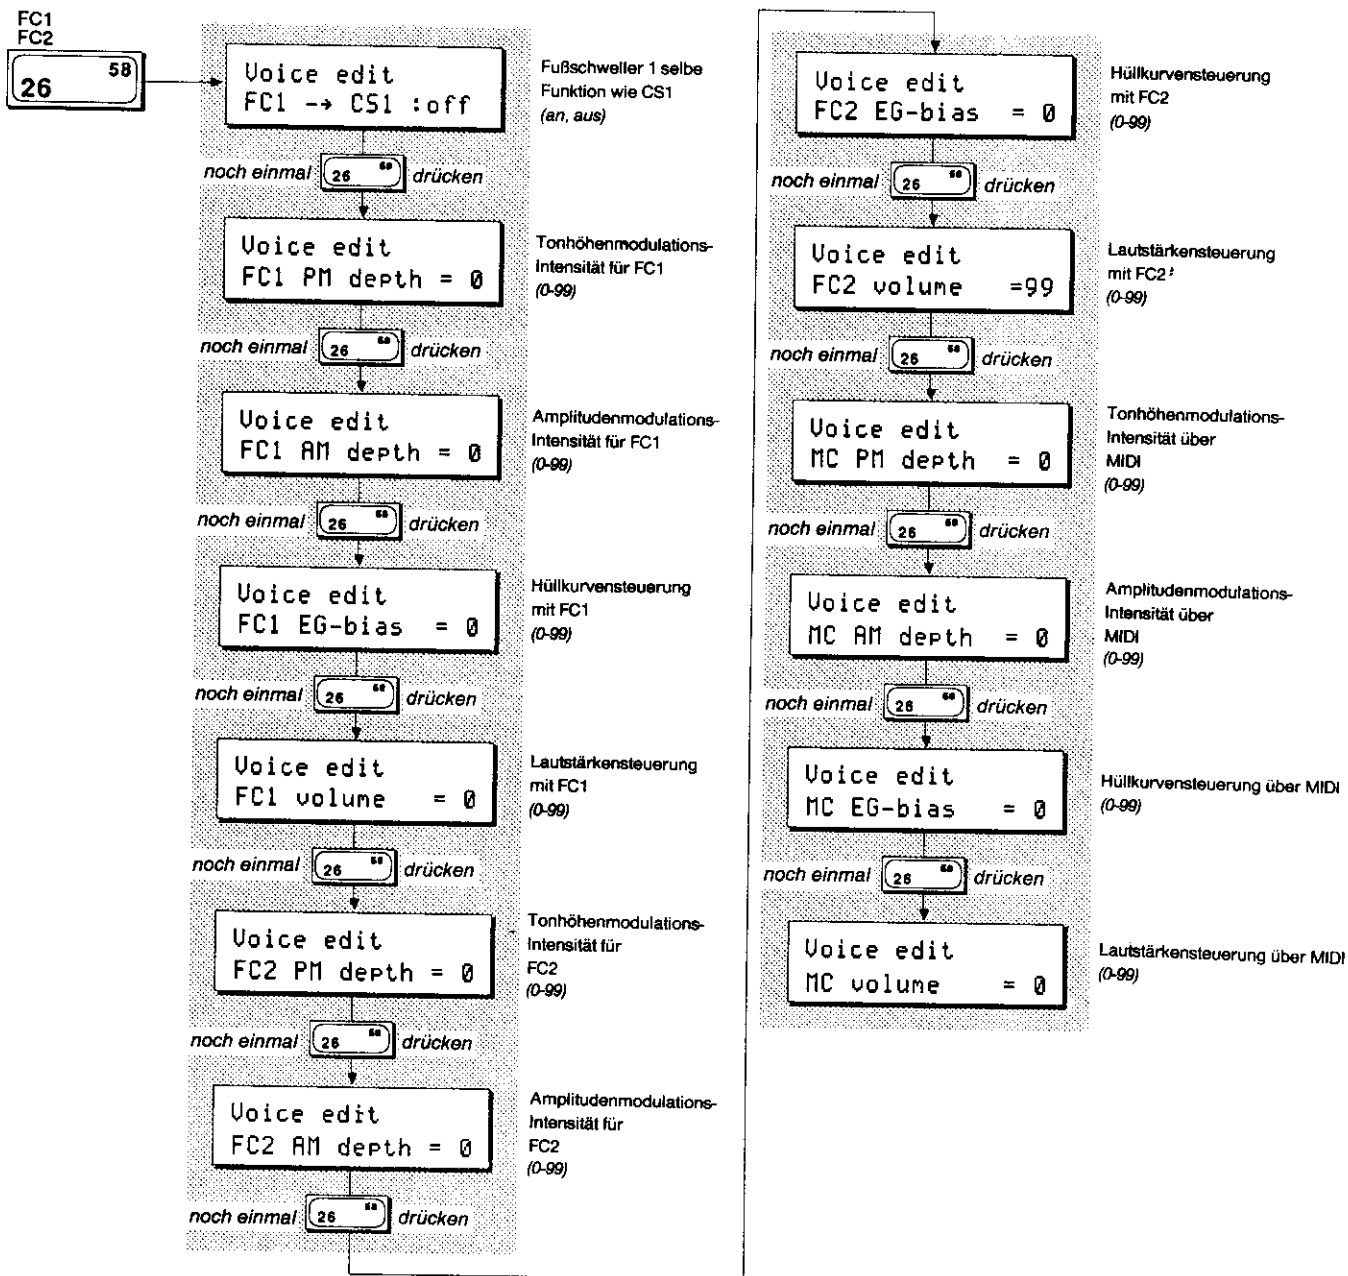 FC1
FC2
26 58
Voice edit
FC1 → CS1 :off
Fußschweller 1 selbe
Funktion wie CS1
(an, aus)
noch einmal 26 58 drücken
Voice edit
FC1 PM depth = 0
Tonhöhenmodulations-
Intensität für FC1
(0-99)
noch einmal 26 58 drücken
Voice edit
FC1 AM depth = 0
Amplitudenmodulations-
Intensität für FC1
(0-99)
noch einmal 26 58 drücken
Voice edit
FC1 EG-bias = 0
Hüllkurvensteuerung
mit FC1
(0-99)
noch einmal 26 58 drücken
Voice edit
FC1 volume = 0
Lautstärkensteuerung
mit FC1
(0-99)
noch einmal 26 58 drücken
Voice edit
FC2 PM depth = 0
Tonhöhenmodulations-
Intensität für
FC2
(0-99)
noch einmal 26 58 drücken
Voice edit
FC2 AM depth = 0
Amplitudenmodulations-
Intensität für
FC2
(0-99)
noch einmal 26 58 drücken
Voice edit
FC2 EG-bias = 0
Hüllkurvensteuerung
mit FC2
(0-99)
noch einmal 26 58 drücken
Voice edit
FC2 volume =99
Lautstärkensteuerung
mit FC2
(0-99)
noch einmal 26 58 drücken
Voice edit
MC PM depth = 0
Tonhöhenmodulations-
Intensität über
MIDI
(0-99)
noch einmal 26 58 drücken
Voice edit
MC AM depth = 0
Amplitudenmodulations-
Intensität über
MIDI
(0-99)
noch einmal 26 58 drücken
Voice edit
MC EG-bias = 0
Hüllkurvensteuerung über MIDI
(0-99)
noch einmal 26 58 drücken
Voice edit
MC volume = 0
Lautstärkensteuerung über MIDI
(0-99)